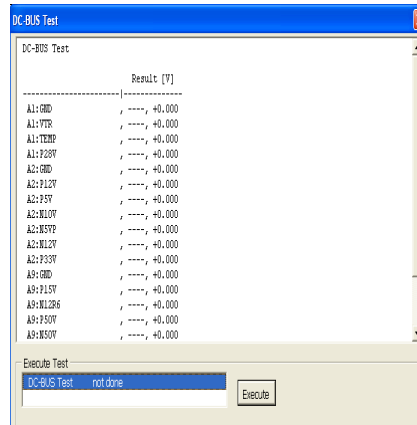 DC-BUS Test
DC-BUS Test
Result [V]
------------------------|--------------
A1:GND , ----, +0.000
A1:VTR , ----, +0.000
A1:TEMP , ----, +0.000
A1:P28V , ----, +0.000
A2:GND , ----, +0.000
A2:P12V , ----, +0.000
A2:P5V , ----, +0.000
A2:N10V , ----, +0.000
A2:N5VP , ----, +0.000
A2:N12V , ----, +0.000
A2:P33V , ----, +0.000
A9:GND , ----, +0.000
A9:P15V , ----, +0.000
A9:N12R6 , ----, +0.000
A9:P50V , ----, +0.000
A9:N50V , ----, +0.000
Execute Test
DC-BUS Test not done
Execute